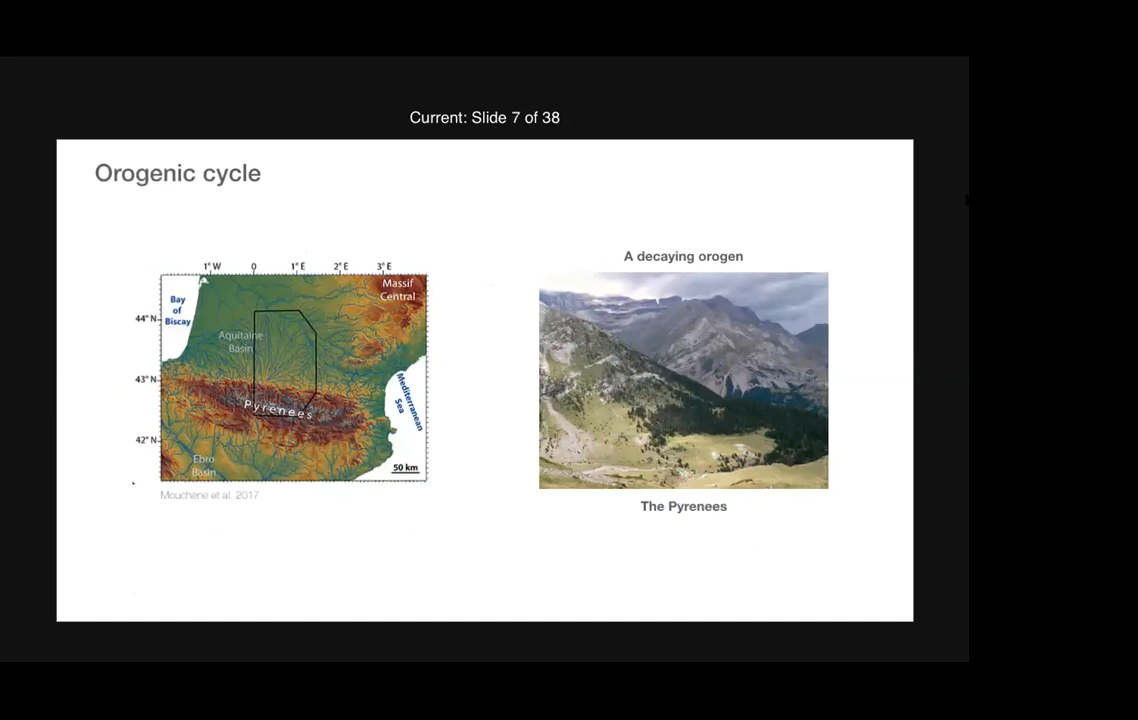 Current: Slide 7 of 38
Orogenic cycle
1° W 0 1° E 2° E 3° E
44° N
43° N
42° N
Bay
of
Biscay
Massif
Central
Aquitaine
Basin
Pyrenees
Mediterranean
Sea
Ebro
Basin
50 km
Mouchene et al. 2017
A decaying orogen
The Pyrenees